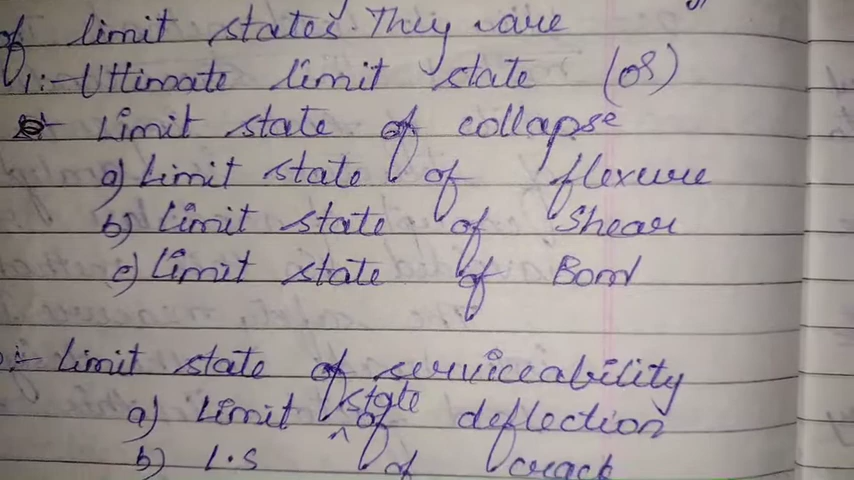 of limit states. They are
1:- Ultimate limit state (or)
Limit state of collapse
a) Limit state of flexure
b) Limit state of Shear
c) Limit state of Bond
:- Limit state of serviceability
a) Limit state of deflection
b) L.S of crack